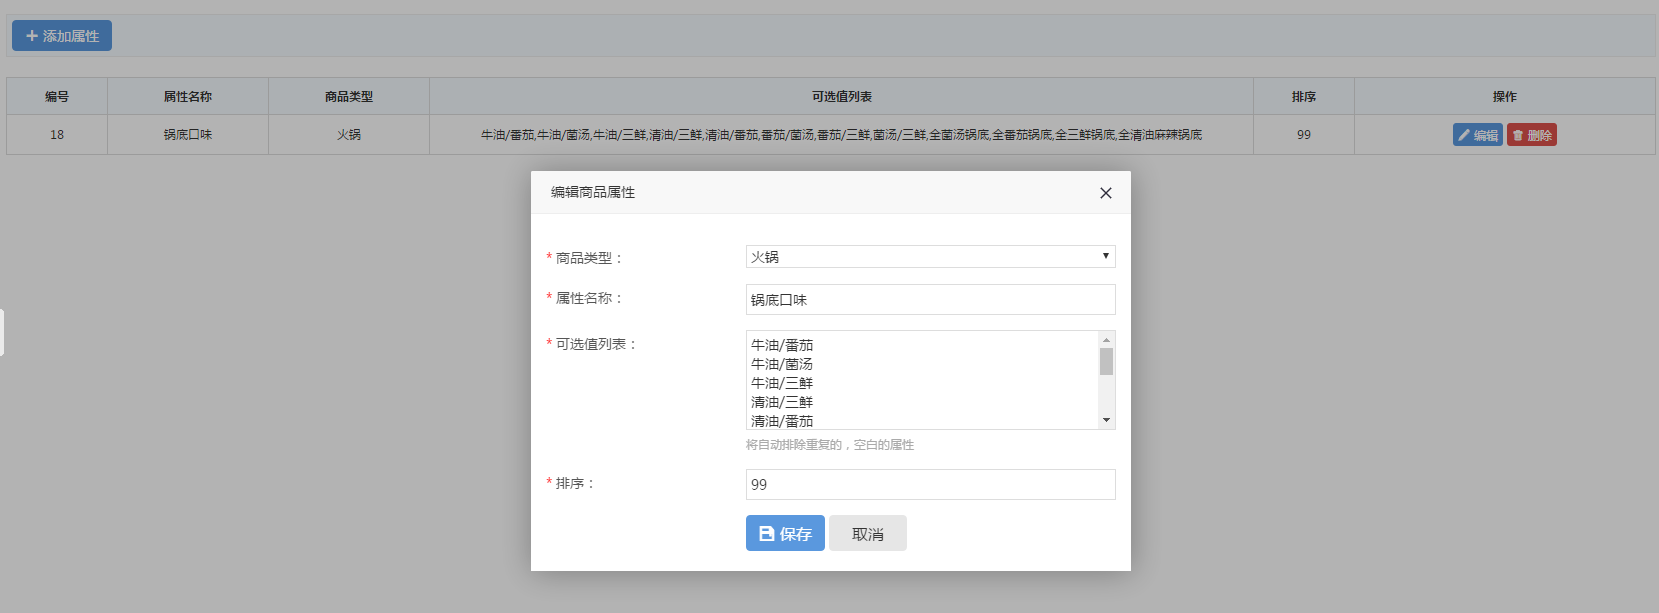 添加属性
编号 属性名称 商品类型 可选值列表 排序 操作
18 锅底口味 火锅 牛油/番茄,牛油/菌汤,牛油/三鲜,清油/三鲜,清油/番茄,番茄/菌汤,番茄/三鲜,菌汤/三鲜,全菌汤锅底,全番茄锅底,全三鲜锅底,全清油麻辣锅底 99 编辑 删除
编辑商品属性
* 商品类型： 火锅
* 属性名称： 锅底口味
* 可选值列表： 牛油/番茄
牛油/菌汤
牛油/三鲜
清油/三鲜
清油/番茄
将自动排除重复的，空白的属性
* 排序： 99
保存 取消